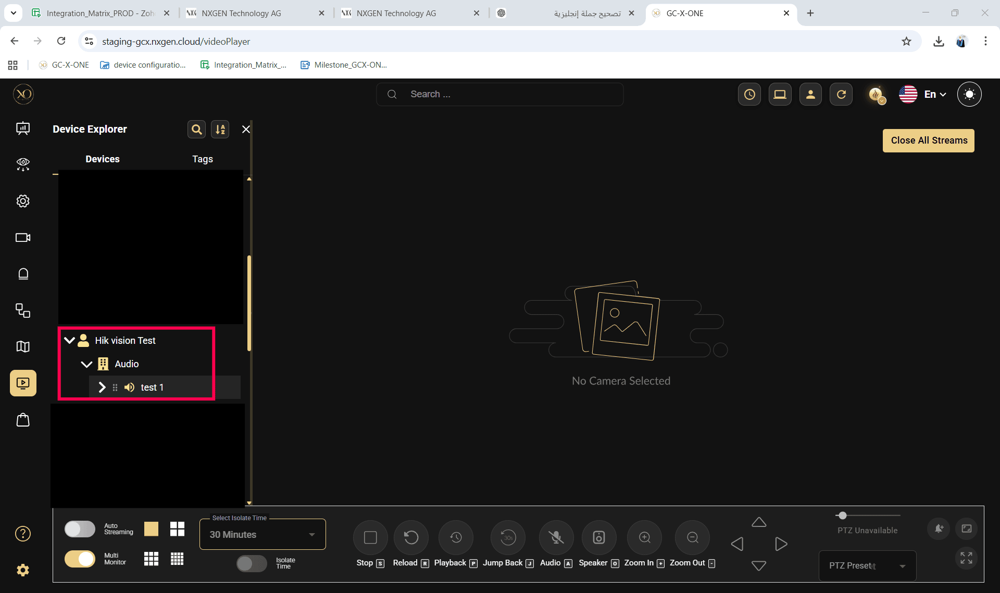 Integration_Matrix_PROD - Zoh
NXGEN Technology AG
NXGEN Technology AG
تصحيح جملة إنجليزية
GC-X-ONE
staging-gcx.nxgen.cloud/videoPlayer
GC-X-ONE
device configuratio...
Integration_Matrix_...
Milestone_GCX-ON...
XO
Search ...
En
Device Explorer
Close All Streams
Devices
Tags
Hik vision Test
Audio
test 1
No Camera Selected
Auto Streaming
Multi Monitor
Select Isolate Time
30 Minutes
Isolate Time
30s
Stop S
Reload R
Playback P
Jump Back J
Audio A
Speaker O
Zoom In +
Zoom Out -
PTZ Unavailable
PTZ Preset